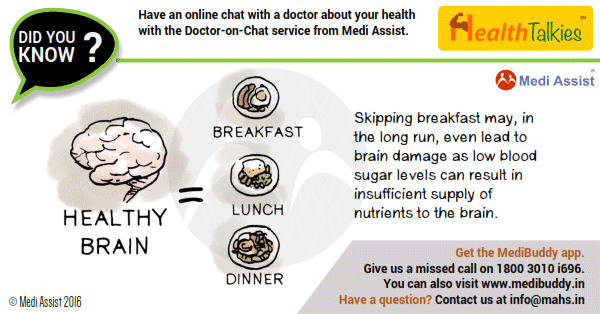 DID YOU
KNOW ?
Have an online chat with a doctor about your health
with the Doctor-on-Chat service from Medi Assist.
HealthTalkies™
Medi Assist®
HEALTHY
BRAIN
=
BREAKFAST
LUNCH
DINNER
Skipping breakfast may, in
the long run, even lead to
brain damage as low blood
sugar levels can result in
insufficient supply of
nutrients to the brain.
Get the MediBuddy app.
Give us a missed call on 1800 3010 i696.
You can also visit www.medibuddy.in
Have a question? Contact us at info@mahs.in
© Medi Assist 2016